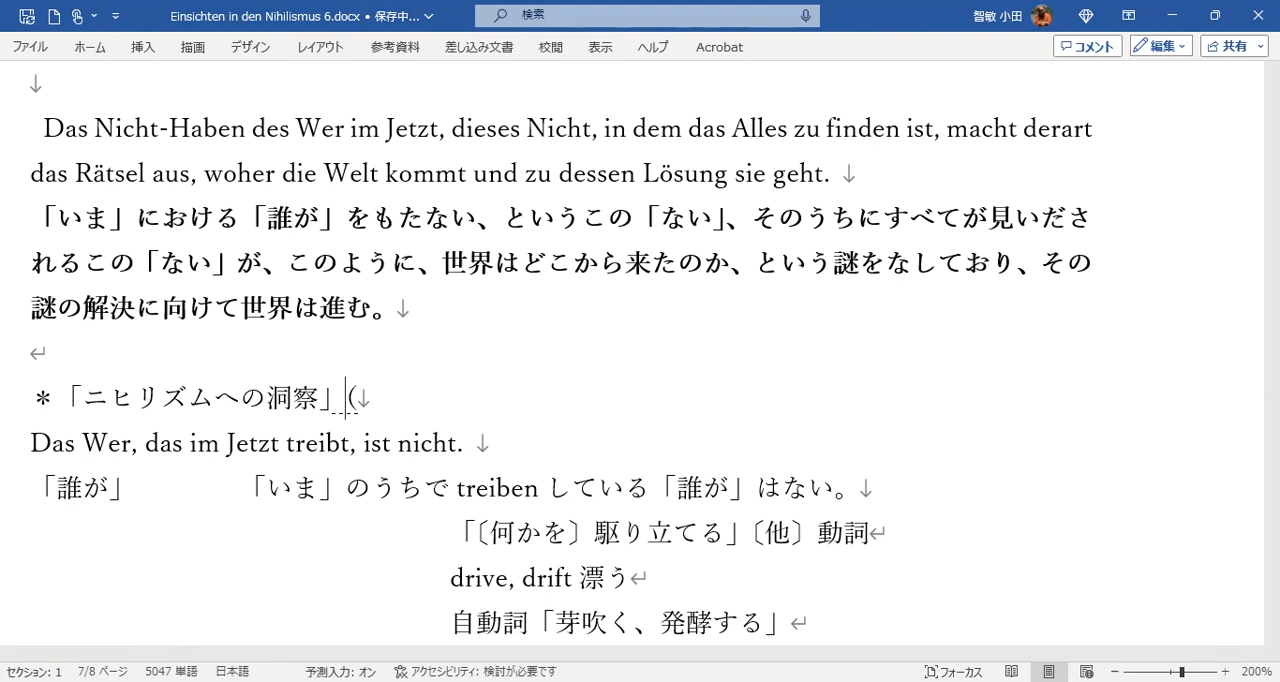 Einsichten in den Nihilismus 6.docx • 保存中...
検索
智敏 小田
ファイル ホーム 挿入 描画 デザイン レイアウト 参考資料 差し込み文書 校閲 表示 ヘルプ Acrobat コメント 編集 共有
↓
Das Nicht-Haben des Wer im Jetzt, dieses Nicht, in dem das Alles zu finden ist, macht derart
das Rätsel aus, woher die Welt kommt und zu dessen Lösung sie geht. ↓
「いま」における「誰が」をもたない、というこの「ない」、そのうちにすべてが見いださ
れるこの「ない」が、このように、世界はどこから来たのか、という謎をなしており、その
謎の解決に向けて世界は進む。↓
↵
＊「ニヒリズムへの洞察」(↓
Das Wer, das im Jetzt treibt, ist nicht. ↓
「誰が」 「いま」のうちで treiben している「誰が」はない。↓
「〔何かを〕駆り立てる」〔他〕動詞↵
drive, drift 漂う↵
自動詞「芽吹く、発酵する」↵
セクション: 1 7/8 ページ 5047 単語 日本語 予測入力: オン アクセシビリティ: 検討が必要です フォーカス 200%